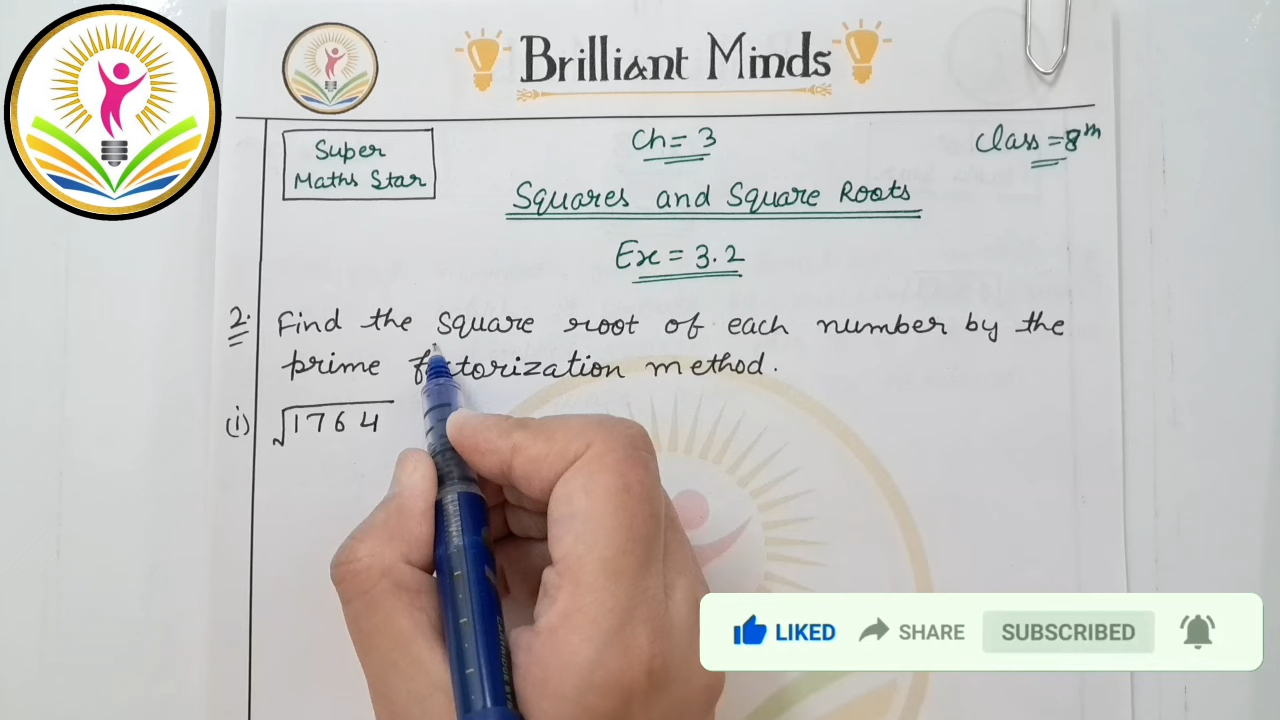 Brilliant Minds
Super
Maths Star
Ch = 3
Class = 8th
Squares and Square Roots
Ex = 3.2
2. Find the square root of each number by the
prime factorization method.
(i) √1764
LIKED SHARE SUBSCRIBED